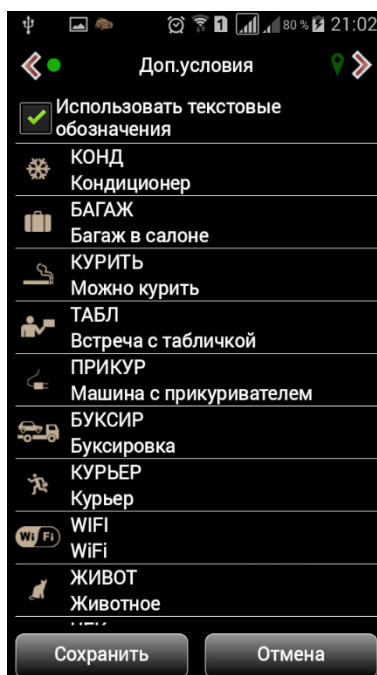 1 80 % 21:02
Доп.условия
Использовать текстовые
обозначения
КОНД
Кондиционер
БАГАЖ
Багаж в салоне
КУРИТЬ
Можно курить
ТАБЛ
Встреча с табличкой
ПРИКУР
Машина с прикуривателем
БУКСИР
Буксировка
КУРЬЕР
Курьер
WIFI
Wi Fi
WiFi
ЖИВОТ
Животное
Сохранить
Отмена